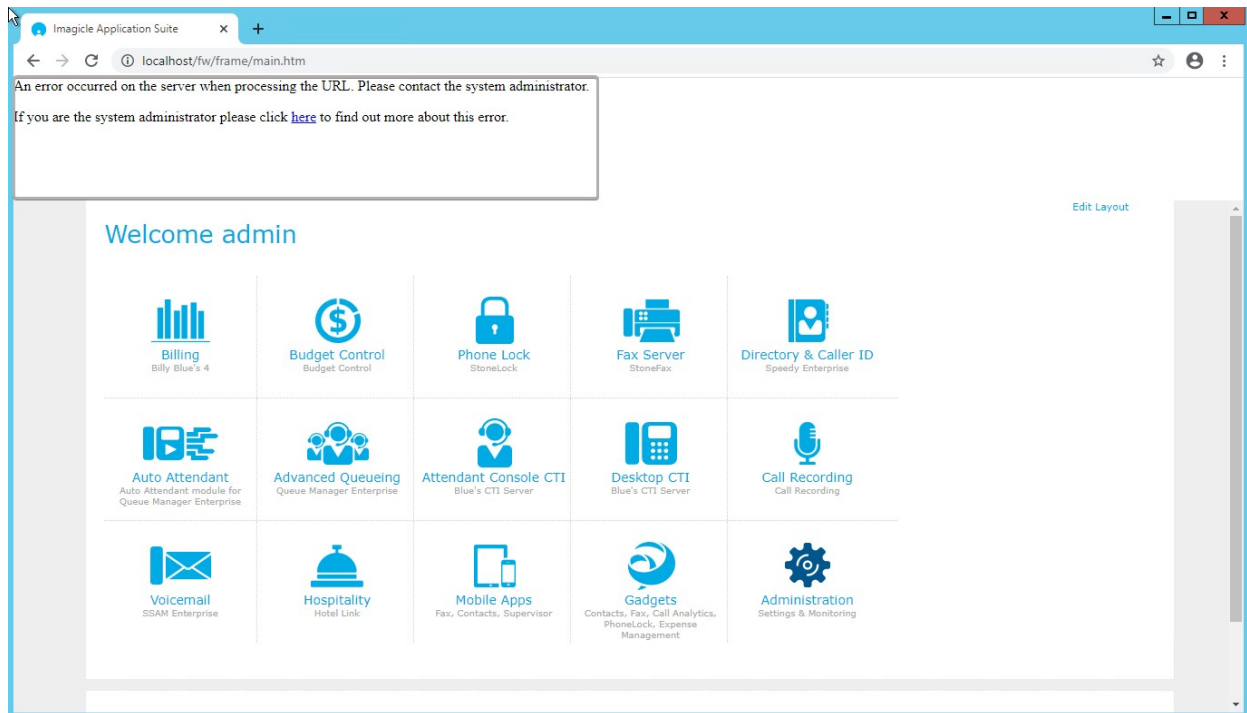 Imagicle Application Suite
localhost/fw/frame/main.htm
An error occurred on the server when processing the URL. Please contact the system administrator.
If you are the system administrator please click here to find out more about this error.
Edit Layout
Welcome admin
Billing
Billy Blue's 4
Budget Control
Budget Control
Phone Lock
StoneLock
Fax Server
StoneFax
Directory & Caller ID
Speedy Enterprise
Auto Attendant
Auto Attendant module for
Queue Manager Enterprise
Advanced Queueing
Queue Manager Enterprise
Attendant Console CTI
Blue's CTI Server
Desktop CTI
Blue's CTI Server
Call Recording
Call Recording
Voicemail
SSAM Enterprise
Hospitality
Hotel Link
Mobile Apps
Fax, Contacts, Supervisor
Gadgets
Contacts, Fax, Call Analytics,
PhoneLock, Expense
Management
Administration
Settings & Monitoring